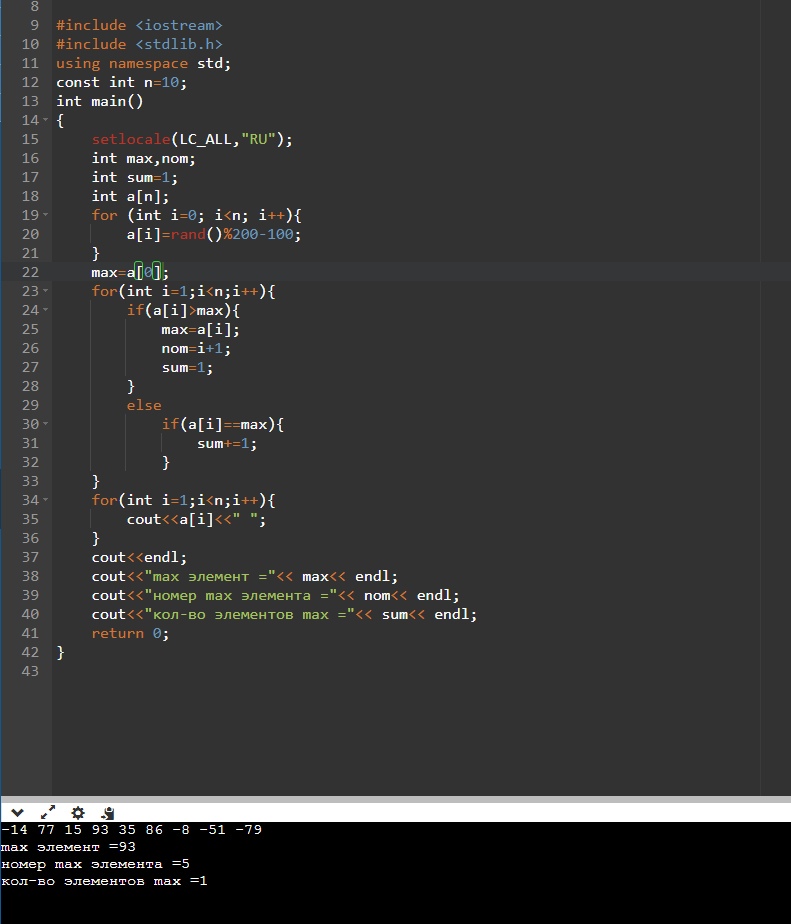 8
9 #include <iostream>
10 #include <stdlib.h>
11 using namespace std;
12 const int n=10;
13 int main()
14 {
15     setlocale(LC_ALL,"RU");
16     int max,nom;
17     int sum=1;
18     int a[n];
19     for (int i=0; i<n; i++){
20         a[i]=rand()%200-100;
21     }
22     max=a[0];
23     for(int i=1;i<n;i++){
24         if(a[i]>max){
25             max=a[i];
26             nom=i+1;
27             sum=1;
28         }
29         else
30             if(a[i]==max){
31                 sum+=1;
32             }
33     }
34     for(int i=1;i<n;i++){
35         cout<<a[i]<<" ";
36     }
37     cout<<endl;
38     cout<<"max элемент ="<< max<< endl;
39     cout<<"номер max элемента ="<< nom<< endl;
40     cout<<"кол-во элементов max ="<< sum<< endl;
41     return 0;
42 }
43
-14 77 15 93 35 86 -8 -51 -79
max элемент =93
номер max элемента =5
кол-во элементов max =1